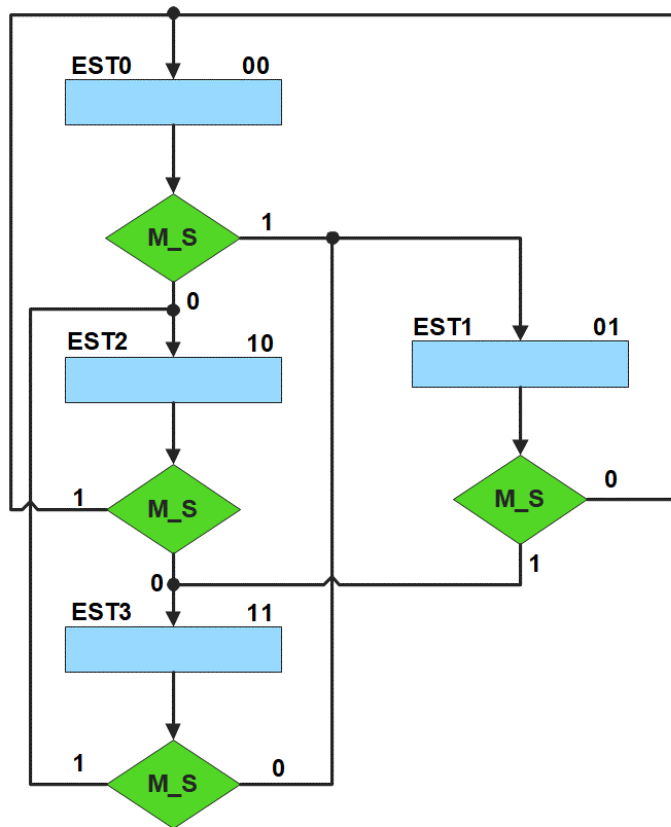 EST0 00
M_S 1
0
EST2 10
EST1 01
1 M_S
M_S 0
0
1
EST3 11
1 M_S 0